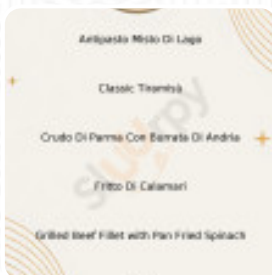 Antipasto Misto Di Lago
Classic Tiramisù
Crudo Di Parma Con Burrata Di Andria
Fritto Di Calamari
Grilled Beef Fillet with Pan Fried Spinach